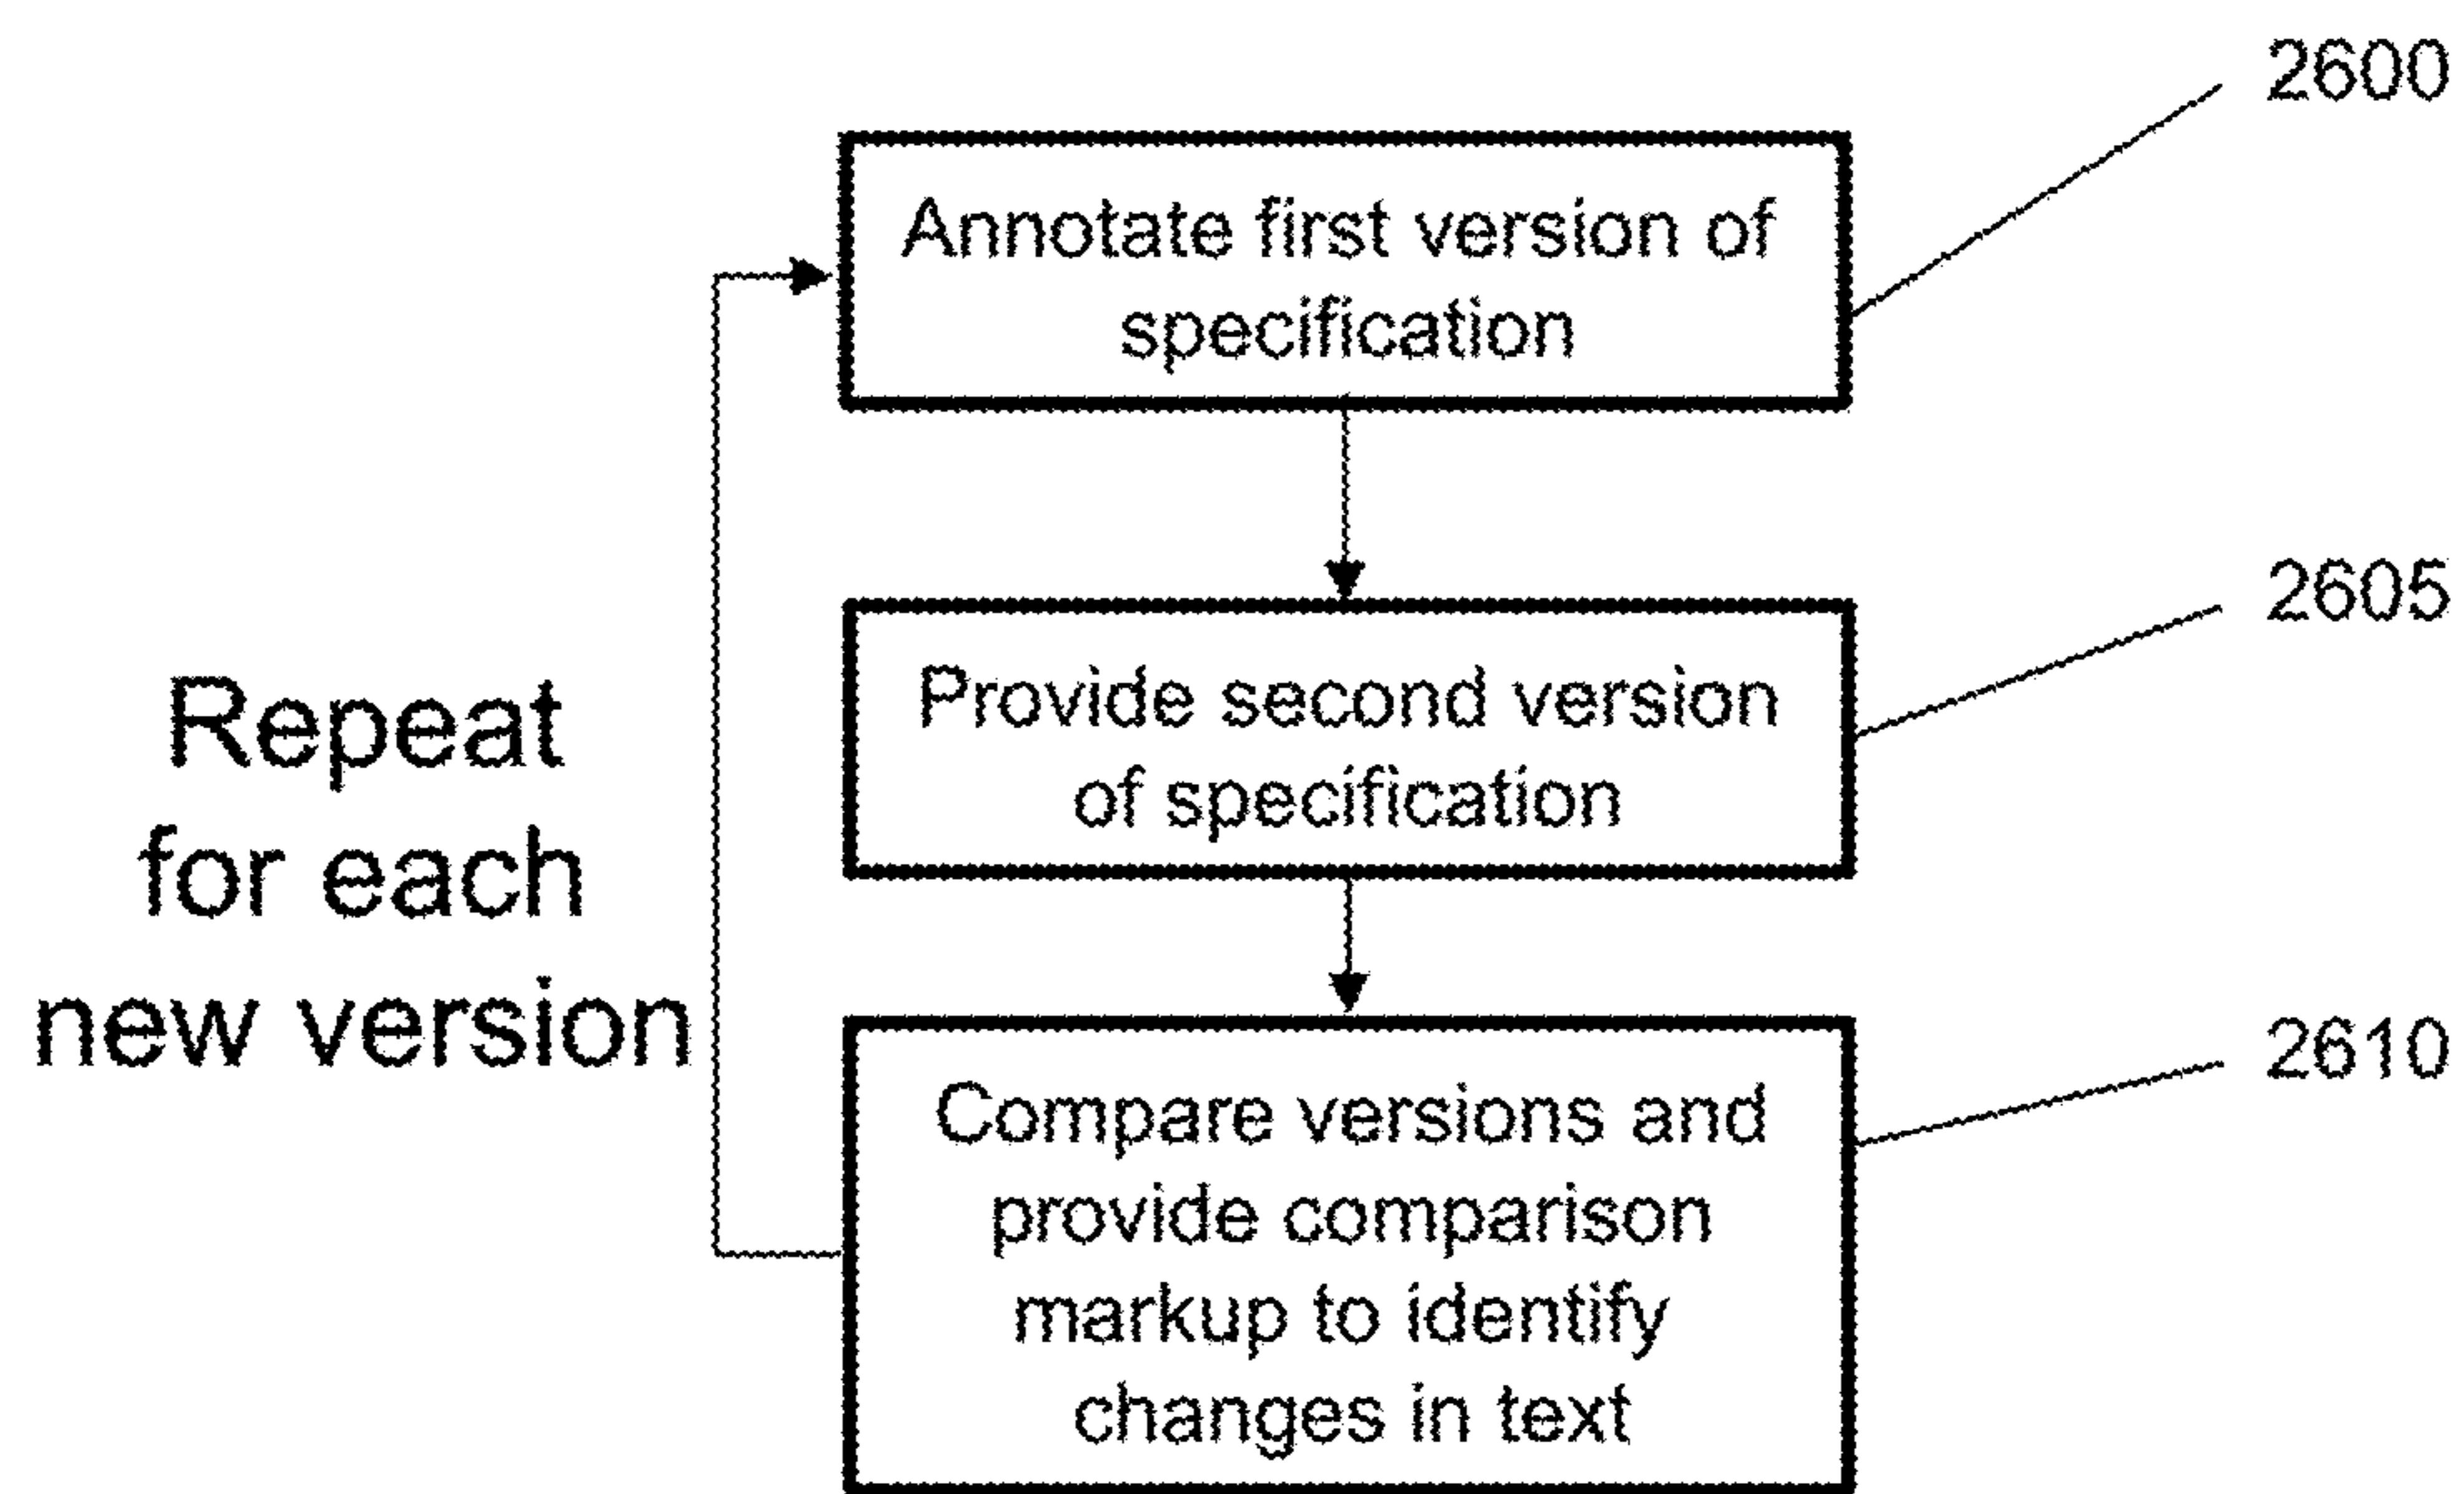 2600
Annotate first version of
specification
2605
Provide second version
of specification
Repeat
for each
new version
2610
Compare versions and
provide comparison
markup to identify
changes in text